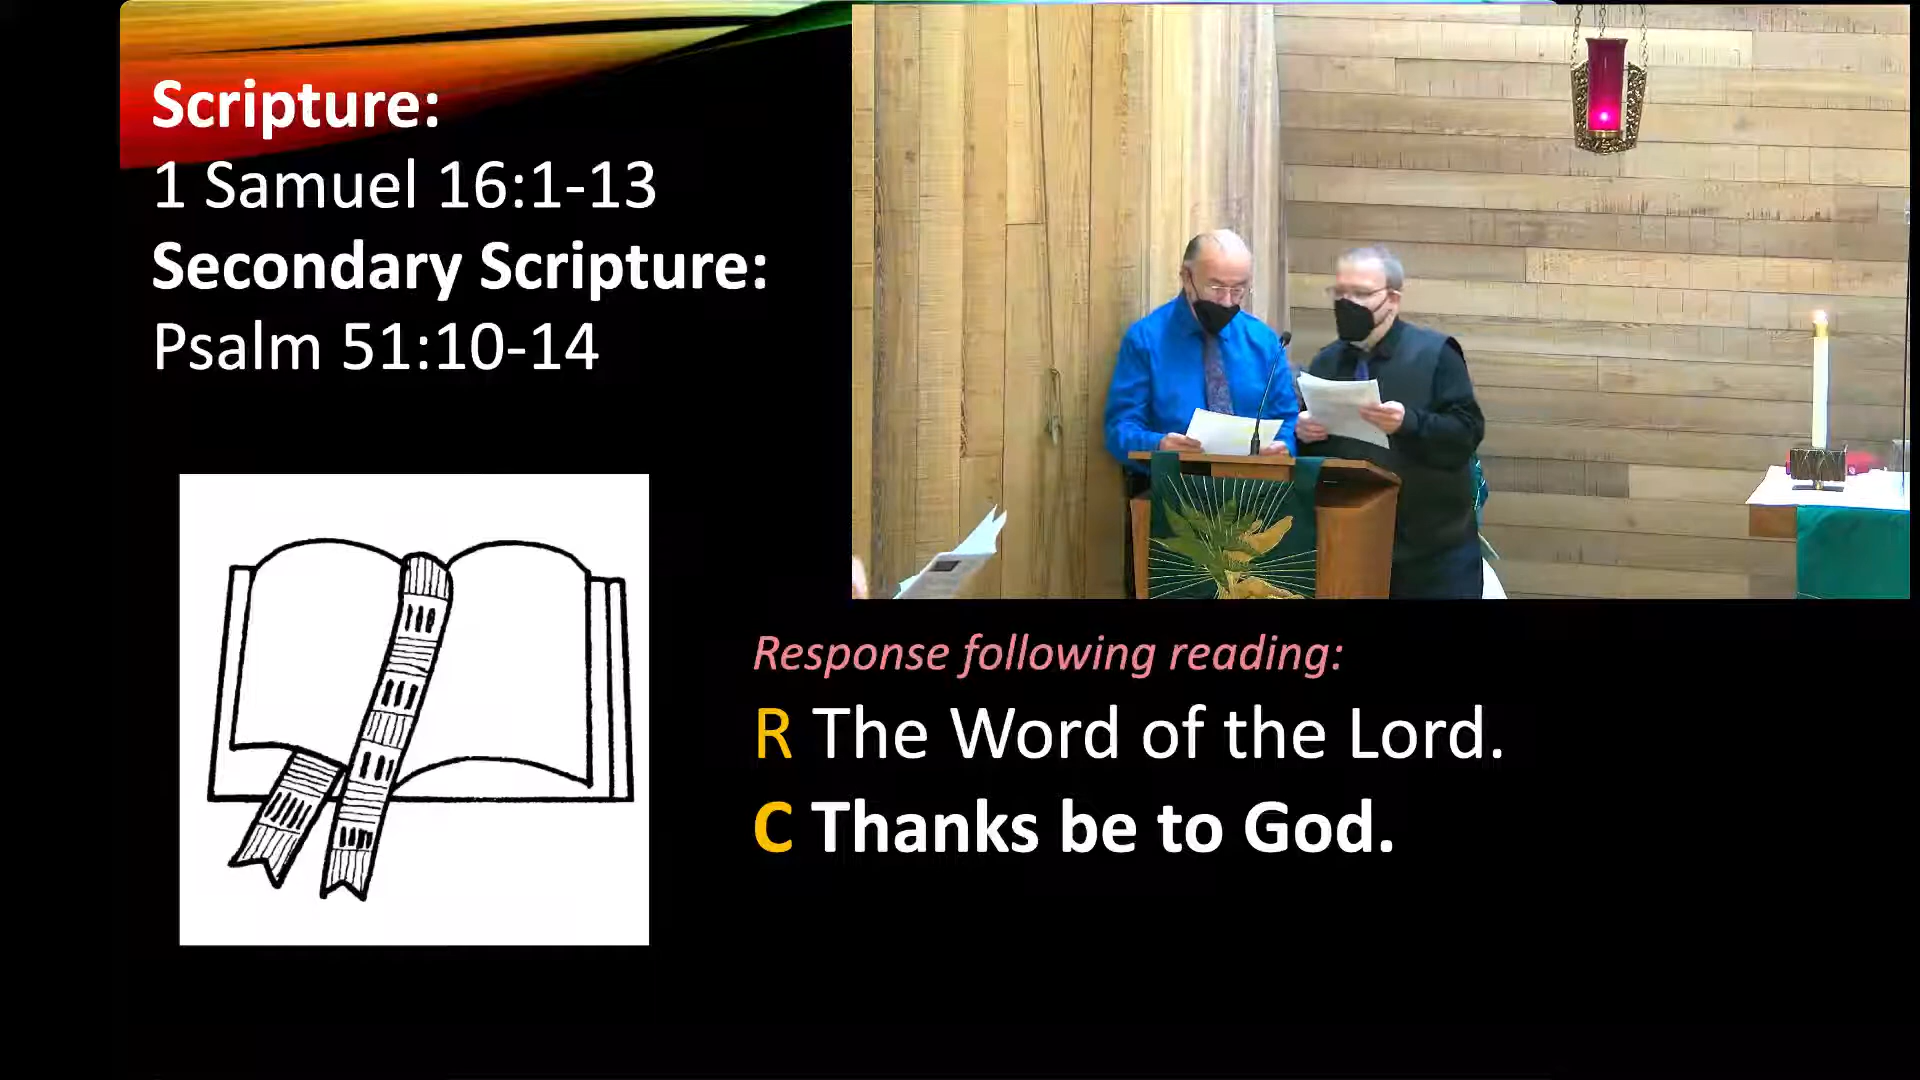 Scripture:
1 Samuel 16:1-13
Secondary Scripture:
Psalm 51:10-14
Response following reading:
R The Word of the Lord.
C Thanks be to God.